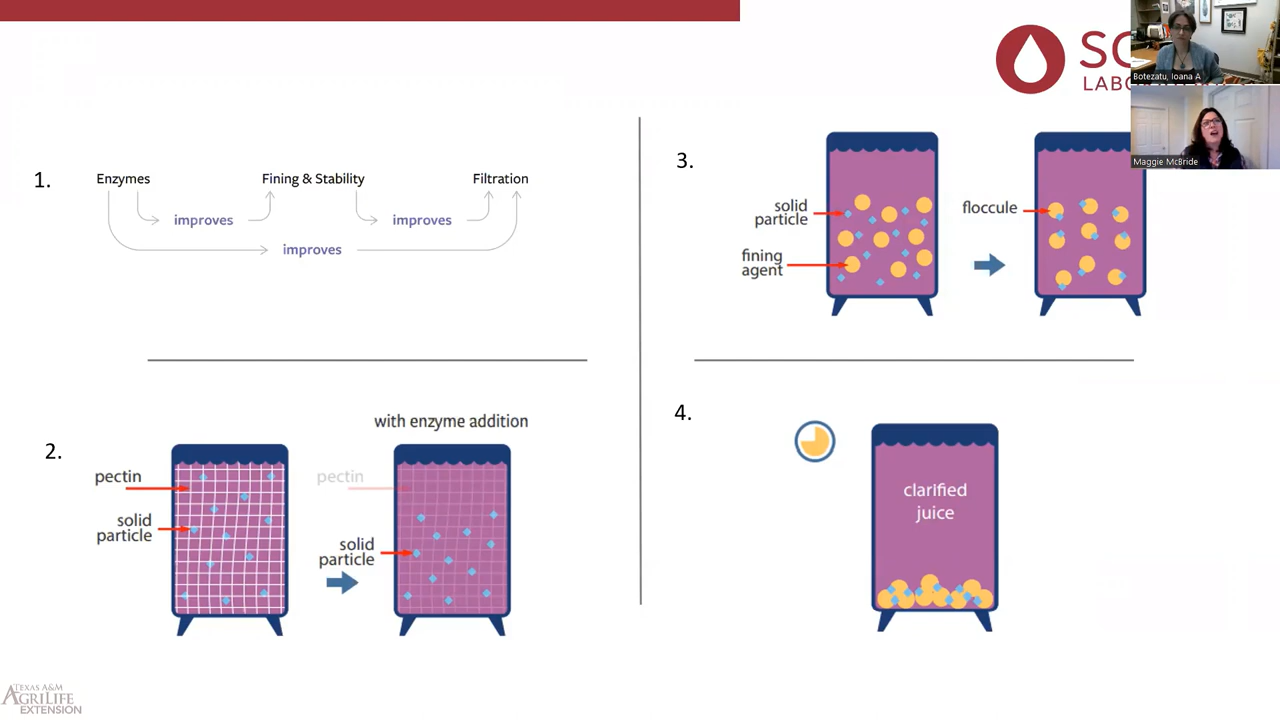 SC
LABOR
Botezatu, Ioana A
Maggie McBride
1.
Enzymes
Fining & Stability
Filtration
improves
improves
improves
2.
with enzyme addition
pectin
solid
particle
pectin
solid
particle
3.
solid
particle
fining
agent
floccule
4.
clarified
juice
TEXAS A&M
AGRILIFE
EXTENSION